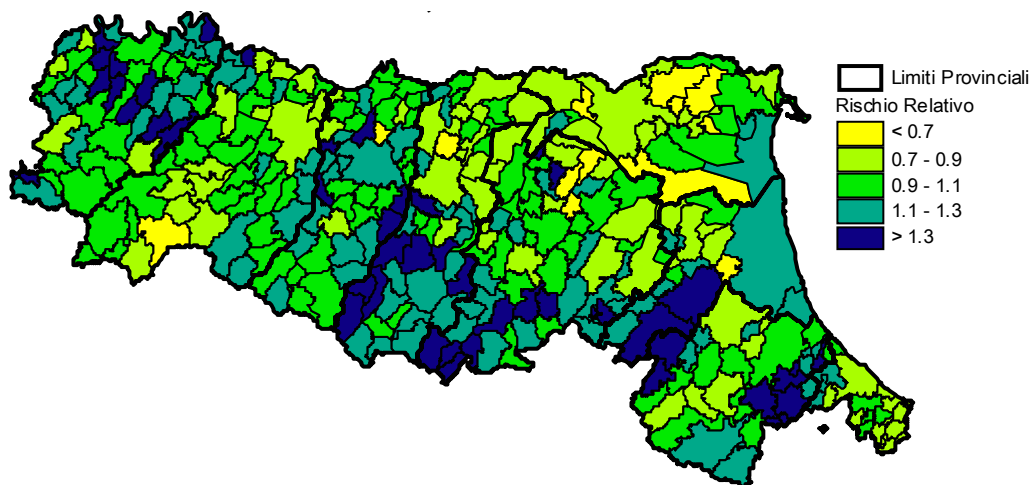 Limiti Provinciali
Rischio Relativo
< 0.7
0.7 - 0.9
0.9 - 1.1
1.1 - 1.3
> 1.3